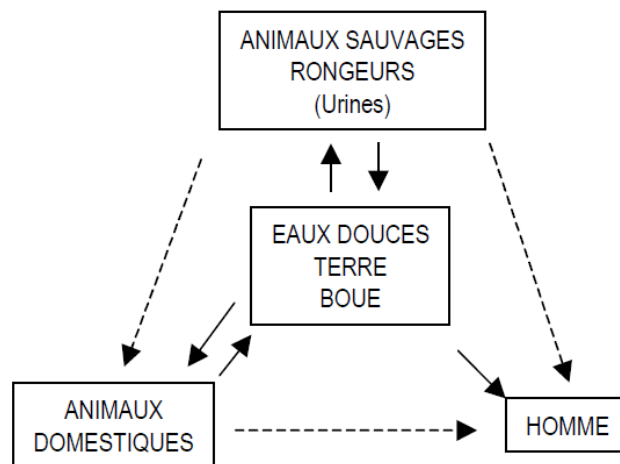 ANIMAUX SAUVAGES
RONGEURS
(Urines)
EAUX DOUCES
TERRE
BOUE
ANIMAUX
DOMESTIQUES
HOMME